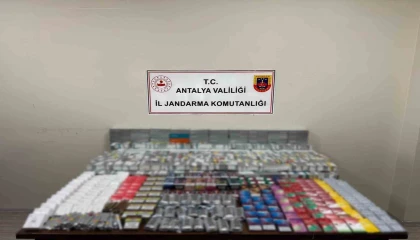 T.C.
ANTALYA VALİLİĞİ
İL JANDARMA KOMUTANLIĞI